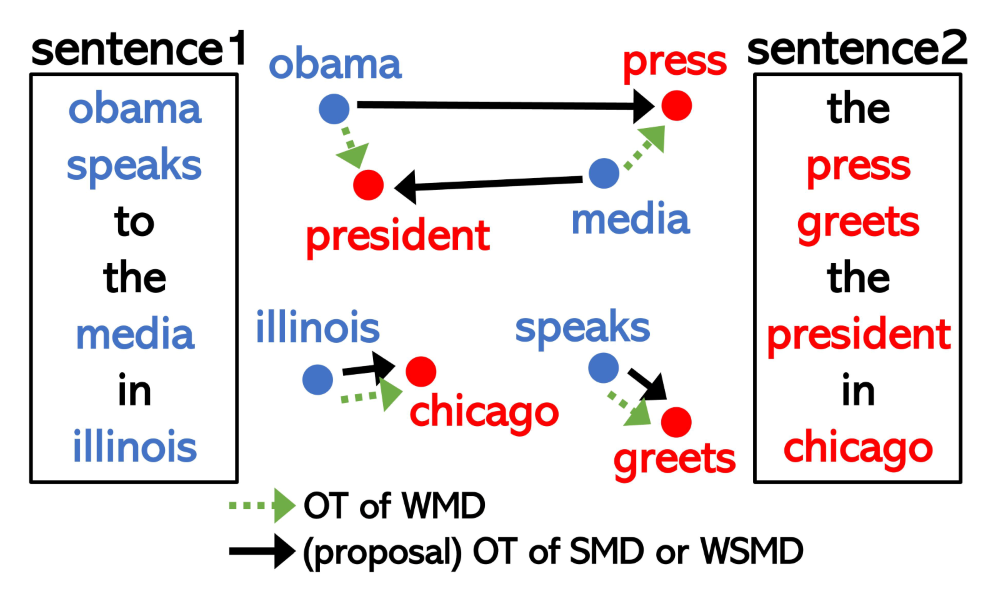 sentence1
obama
speaks
to
the
media
in
illinois
obama
press
president
media
illinois
speaks
chicago
greets
sentence2
the
press
greets
the
president
in
chicago
OT of WMD
(proposal) OT of SMD or WSMD